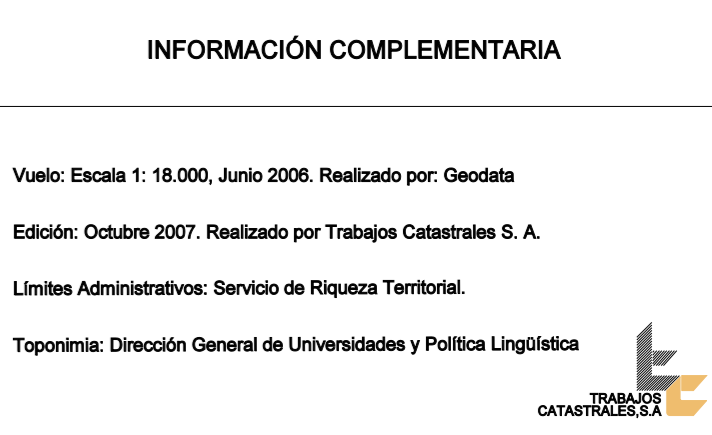 INFORMACIÓN COMPLEMENTARIA
Vuelo: Escala 1: 18.000, Junio 2006. Realizado por: Geodata
Edición: Octubre 2007. Realizado por Trabajos Catastrales S. A.
Límites Administrativos: Servicio de Riqueza Territorial.
Toponimia: Dirección General de Universidades y Política Lingüística
TRABAJOS
CATASTRALES,S.A